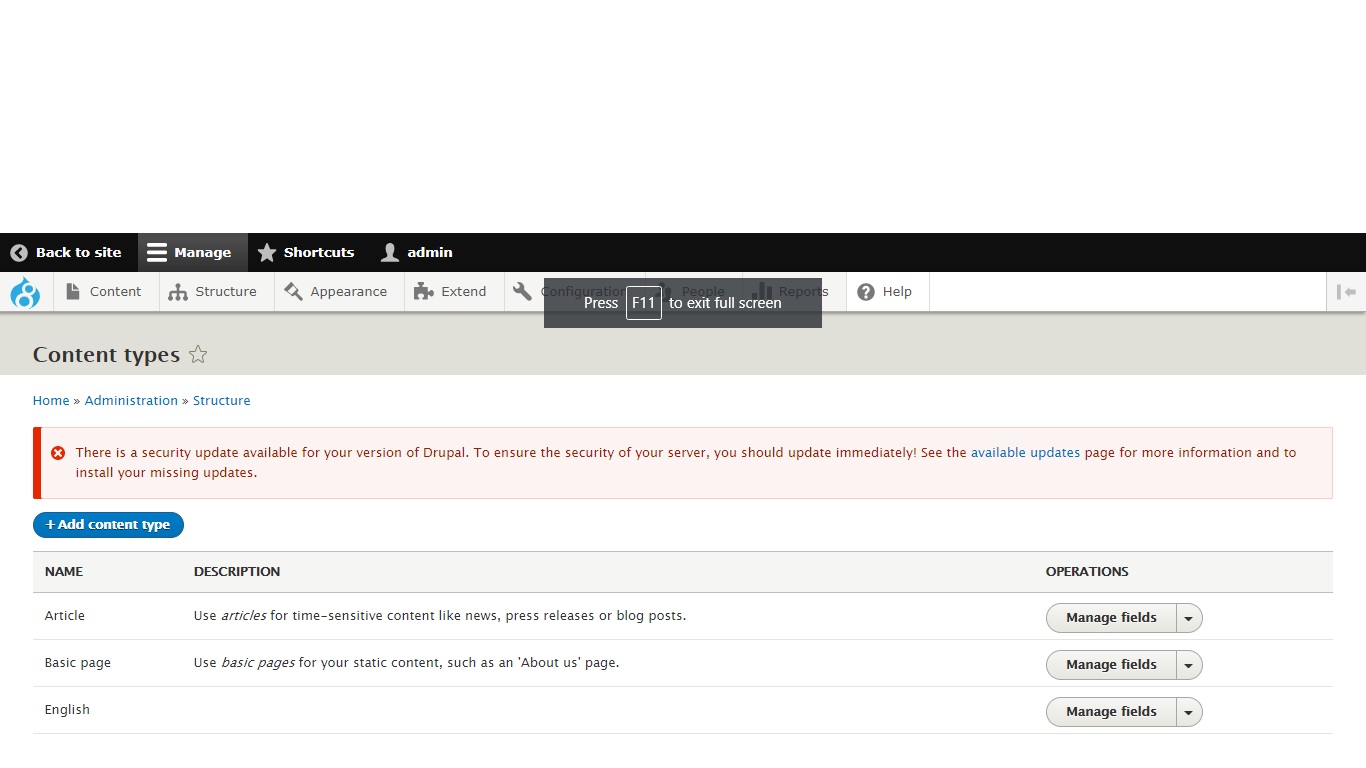 Back to site Manage Shortcuts admin
Content Structure Appearance Extend Configuration People Reports Help
Press F11 to exit full screen
Content types
Home » Administration » Structure
There is a security update available for your version of Drupal. To ensure the security of your server, you should update immediately! See the available updates page for more information and to
install your missing updates.
+ Add content type
NAME DESCRIPTION OPERATIONS
Article Use articles for time-sensitive content like news, press releases or blog posts. Manage fields
Basic page Use basic pages for your static content, such as an 'About us' page. Manage fields
English Manage fields